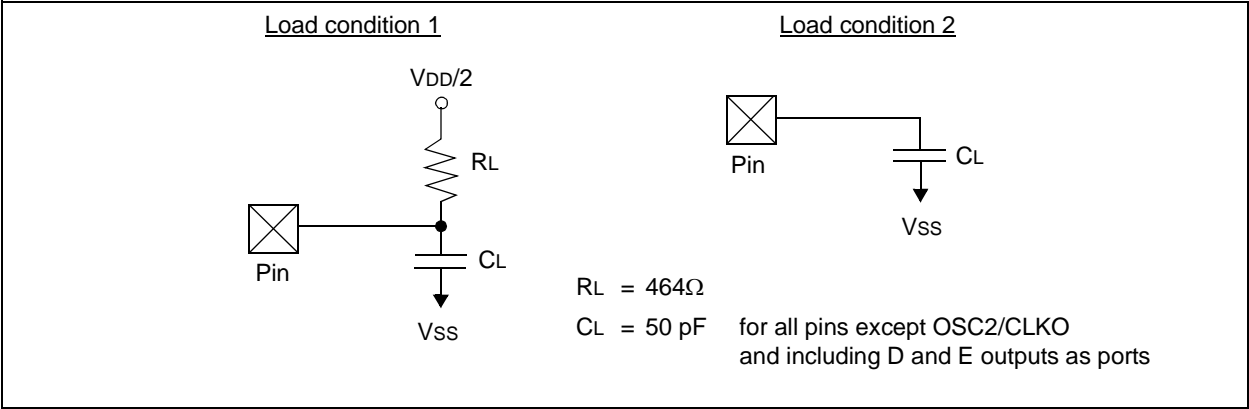 Load condition 1
Load condition 2
VDD/2
RL
Pin
CL
VSS
Pin
CL
VSS
RL = 464Ω
CL = 50 pF for all pins except OSC2/CLKO
and including D and E outputs as ports